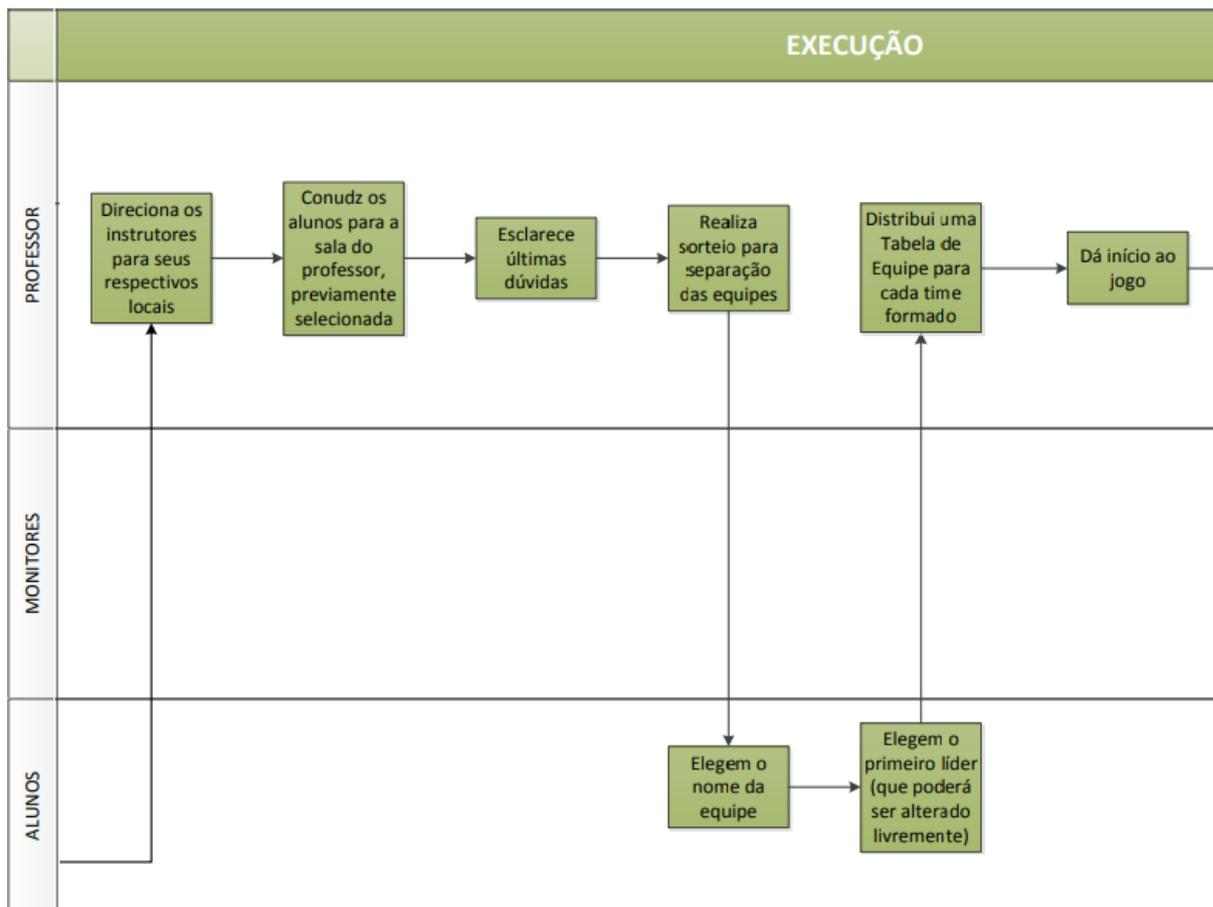 EXECUÇÃO
PROFESSOR
Direciona os
instrutores
para seus
respectivos
locais
Conudz os
alunos para a
sala do
professor,
previamente
selecionada
Esclarece
últimas
dúvidas
Realiza
sorteio para
separação
das equipes
Distribui uma
Tabela de
Equipe para
cada time
formado
Dá início ao
jogo
MONITORES
ALUNOS
Elegem o
nome da
equipe
Elegem o
primeiro líder
(que poderá
ser alterado
livremente)